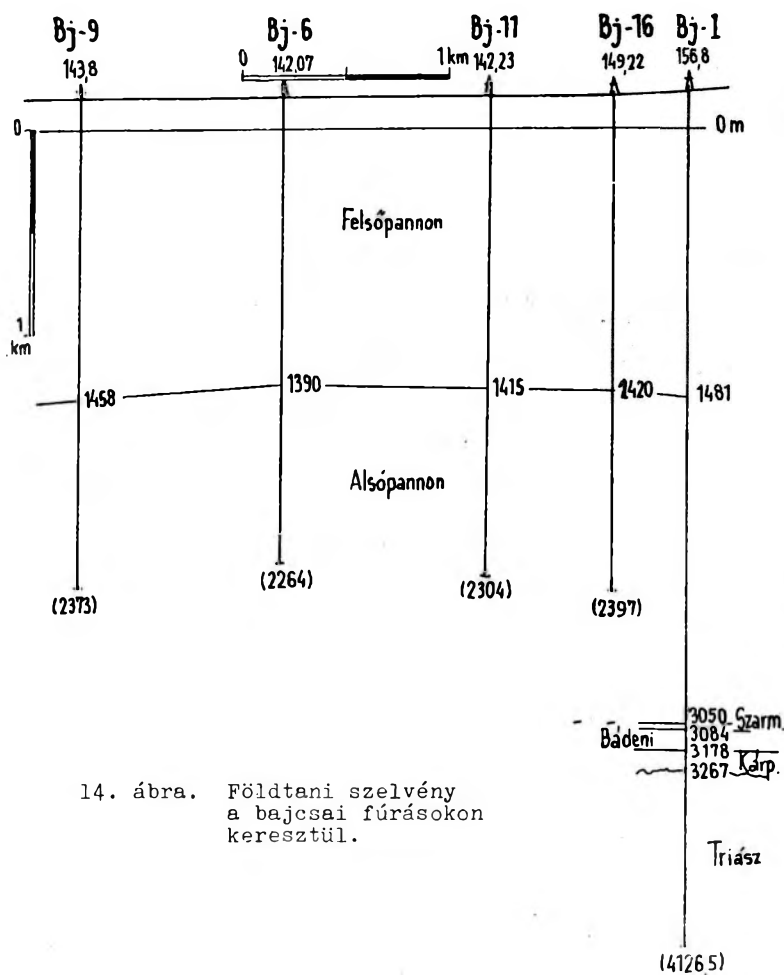 Bj-9 Bj-6 Bj-11 Bj-16 Bj-1
143,8 0 142,07 1 km 142,23 149,22 156,8
0 0 m
Felsőpannon
1 km
1458 1390 1415 1420 1481
Alsópannon
(2373) (2264) (2304) (2397)
3050 Szarm.
Bádeni 3084
3178
3267 Kárp.
14. ábra. Földtani szelvény
a bajcsai fúrásokon
keresztül.
Triász
(4126,5)